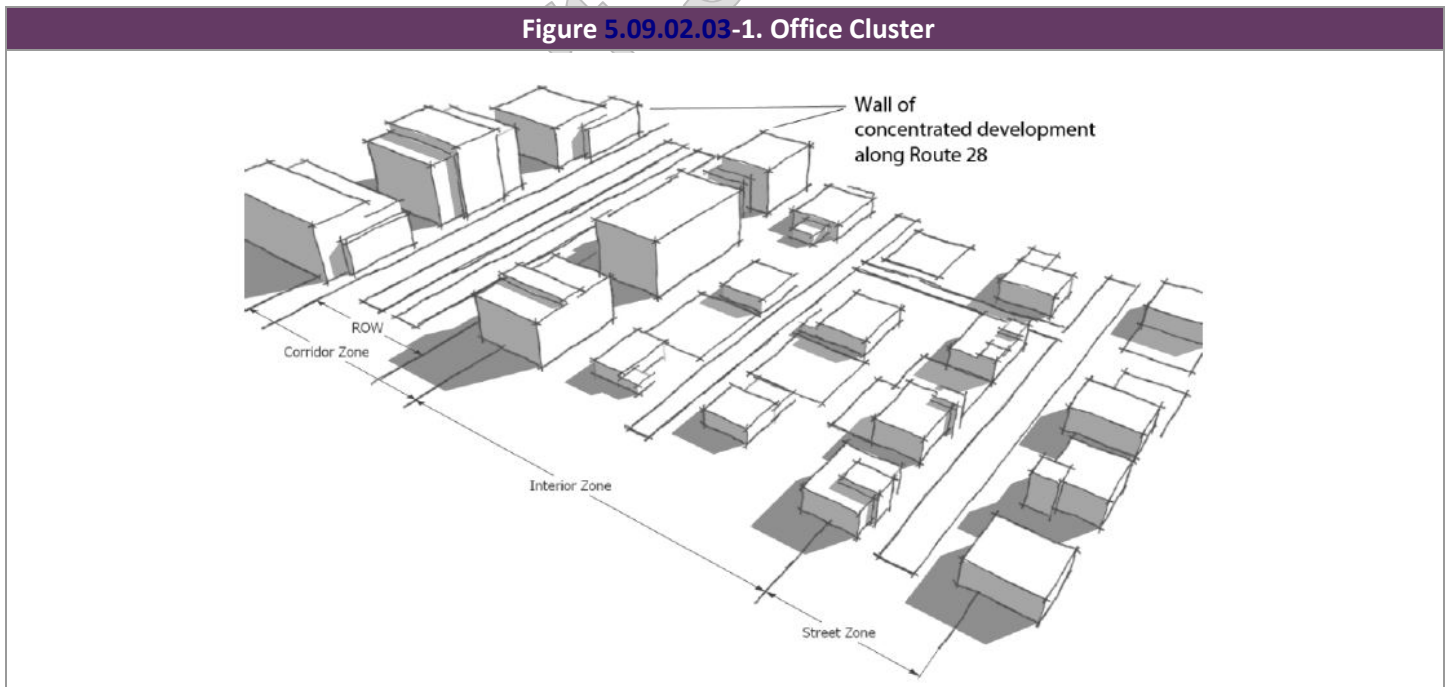 Figure 5.09.02.03-1. Office Cluster
Wall of
concentrated development
along Route 28
ROW
Corridor Zone
Interior Zone
Street Zone